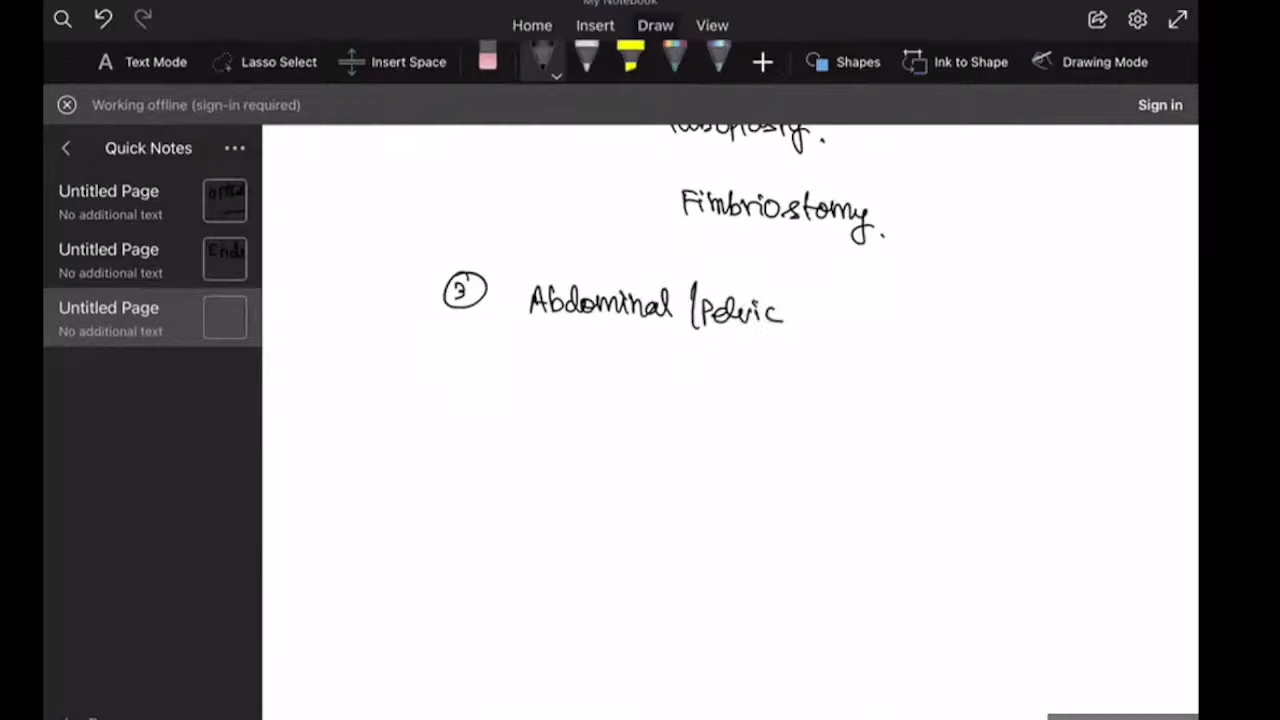 My Notebook
Home Insert Draw View
Text Mode Lasso Select Insert Space Shapes Ink to Shape Drawing Mode
Working offline (sign-in required) Sign in
Quick Notes
Untitled Page
No additional text
Untitled Page
No additional text
Untitled Page
No additional text
Fimbriostomy.
3 Abdominal (Pelvic